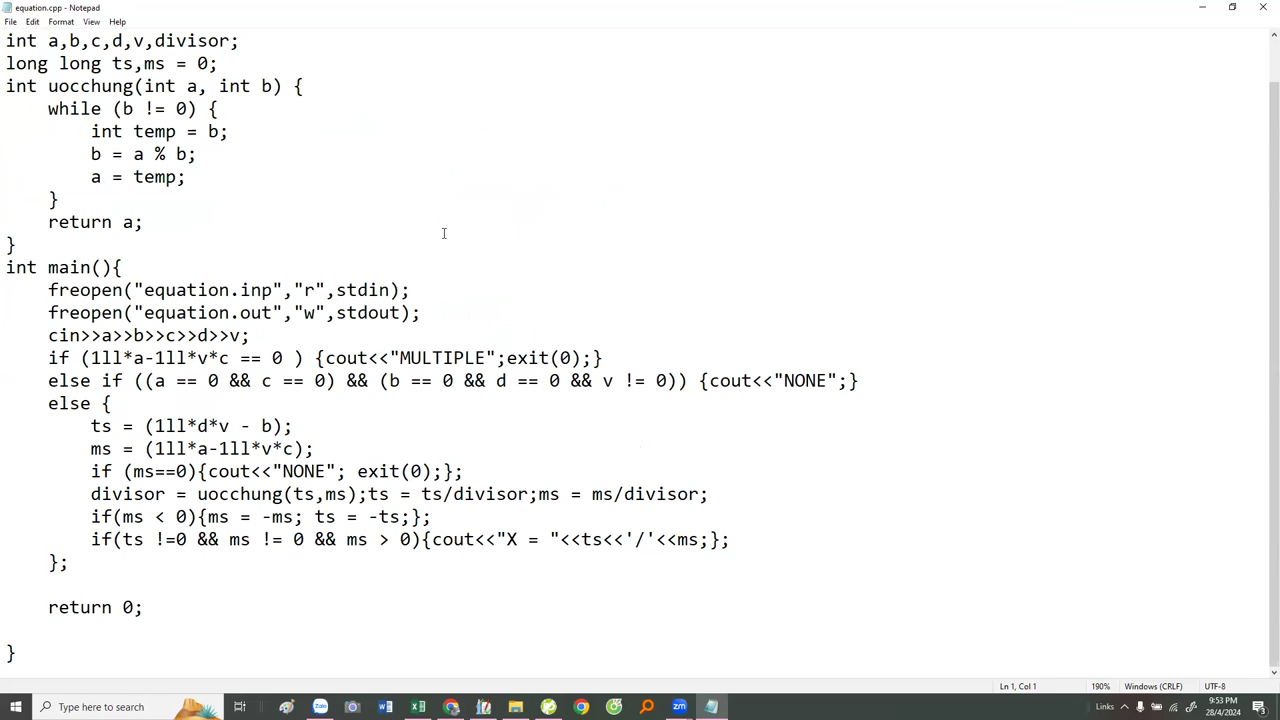 equation.cpp - Notepad
File Edit Format View Help
int a,b,c,d,v,divisor;
long long ts,ms = 0;
int uocchung(int a, int b) {
    while (b != 0) {
        int temp = b;
        b = a % b;
        a = temp;
    }
    return a;
}
int main(){
    freopen("equation.inp","r",stdin);
    freopen("equation.out","w",stdout);
    cin>>a>>b>>c>>d>>v;
    if (1ll*a-1ll*v*c == 0 ) {cout<<"MULTIPLE";exit(0);}
    else if ((a == 0 && c == 0) && (b == 0 && d == 0 && v != 0)) {cout<<"NONE";}
    else {
        ts = (1ll*d*v - b);
        ms = (1ll*a-1ll*v*c);
        if (ms==0){cout<<"NONE"; exit(0);};
        divisor = uocchung(ts,ms);ts = ts/divisor;ms = ms/divisor;
        if(ms < 0){ms = -ms; ts = -ts;};
        if(ts !=0 && ms != 0 && ms > 0){cout<<"X = "<<ts<<'/'<<ms;};
    };
    return 0;
}
Ln 1, Col 1 190% Windows (CRLF) UTF-8
Type here to search Zalo zm Links 9:53 PM
28/4/2024